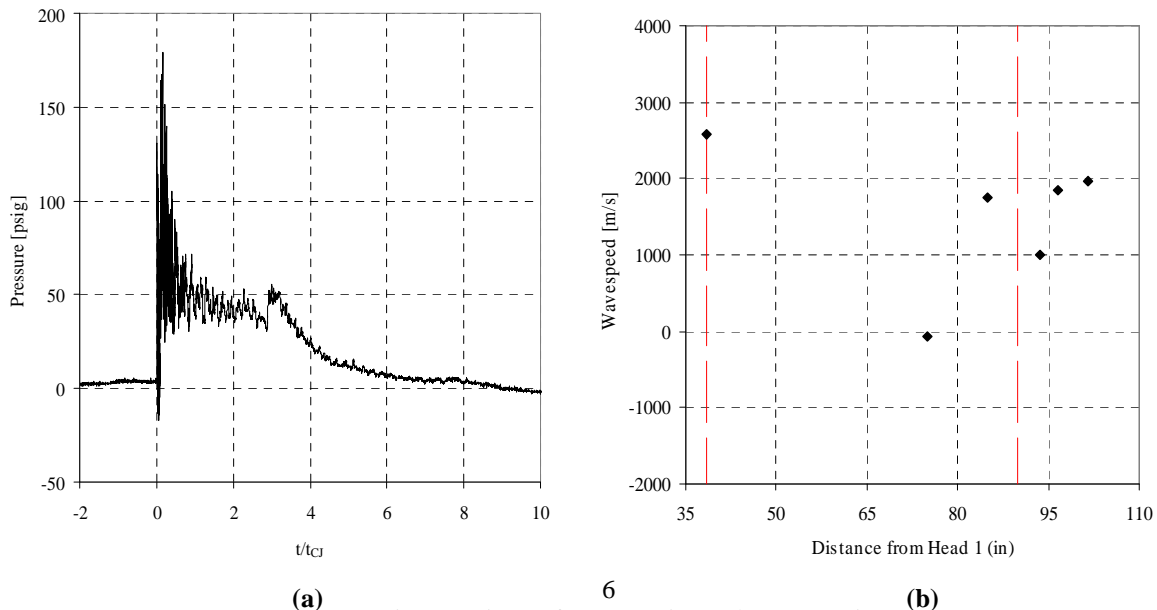 200
150
100
50
0
-50
Pressure [psig]
-2 0 2 4 6 8 10
t/tCJ
(a)
4000
3000
2000
1000
0
-1000
-2000
Wavespeed [m/s]
35 50 65 80 95 110
Distance from Head 1 (in)
6
(b)